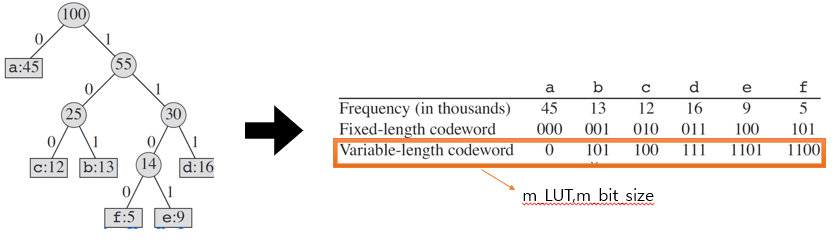 100
0 1
a:45 55
0 1
25 30
0 1 0 1
c:12 b:13 14 d:16
0 1
f:5 e:9
a b c d e f
Frequency (in thousands) 45 13 12 16 9 5
Fixed-length codeword 000 001 010 011 100 101
Variable-length codeword 0 101 100 111 1101 1100
m_LUT,m_bit_size